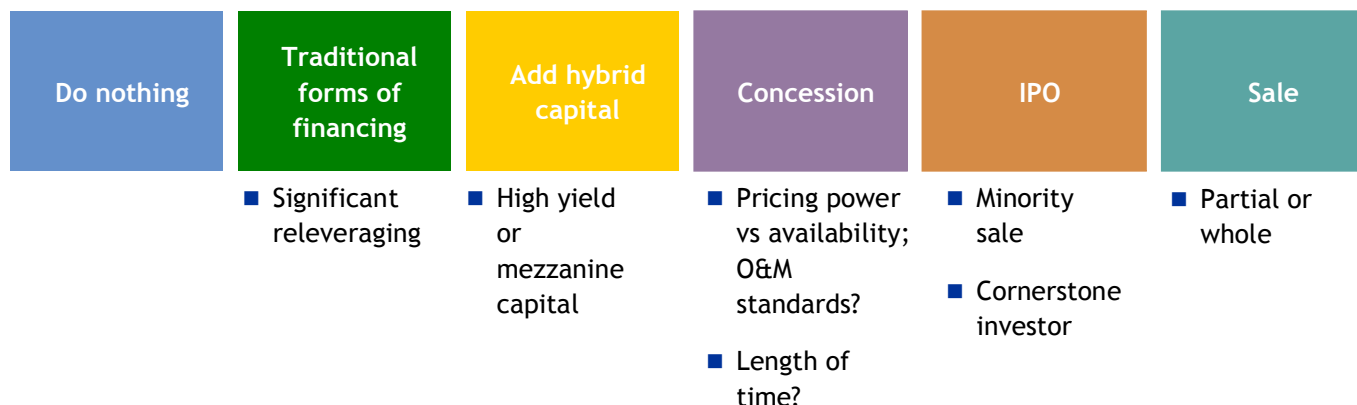 Do nothing
Traditional
forms of
financing
Add hybrid
capital
Concession
IPO
Sale
Significant
releveraging
High yield
or
mezzanine
capital
Pricing power
vs availability;
O&M
standards?
Length of
time?
Minority
sale
Cornerstone
investor
Partial or
whole